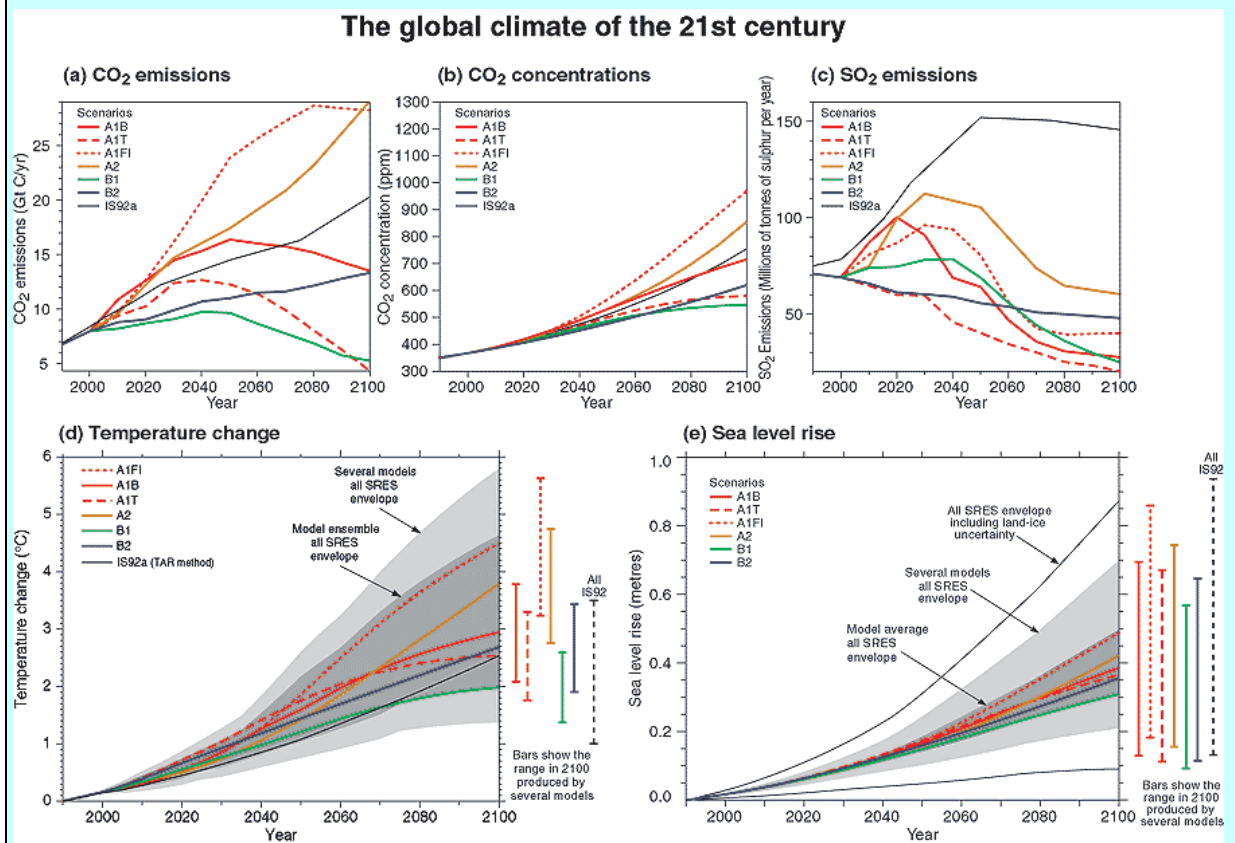 The global climate of the 21st century
(a) CO2 emissions
CO2 emissions (Gt C/yr)
25
20
15
10
5
Scenarios
A1B
A1T
A1FI
A2
B1
B2
IS92a
2000 2020 2040 2060 2080 2100
Year
(b) CO2 concentrations
CO2 concentration (ppm)
1300
1200
1100
1000
900
800
700
600
500
400
300
Scenarios
A1B
A1T
A1FI
A2
B1
B2
IS92a
2000 2020 2040 2060 2080 2100
Year
(c) SO2 emissions
SO2 Emissions (Millions of tonnes of sulphur per year)
150
100
50
Scenarios
A1B
A1T
A1FI
A2
B1
B2
IS92a
2000 2020 2040 2060 2080 2100
Year
(d) Temperature change
Temperature change (°C)
6
5
4
3
2
1
0
A1FI
A1B
A1T
A2
B1
B2
IS92a (TAR method)
Several models
all SRES
envelope
Model ensemble
all SRES
envelope
2000 2020 2040 2060 2080 2100
Year
All
IS92
Bars show the
range in 2100
produced by
several models
(e) Sea level rise
Sea level rise (metres)
1.0
0.8
0.6
0.4
0.2
0.0
Scenarios
A1B
A1T
A1FI
A2
B1
B2
All SRES envelope
including land-ice
uncertainty
Several models
all SRES
envelope
Model average
all SRES
envelope
2000 2020 2040 2060 2080 2100
Year
All
IS92
Bars show the
range in 2100
produced by
several models